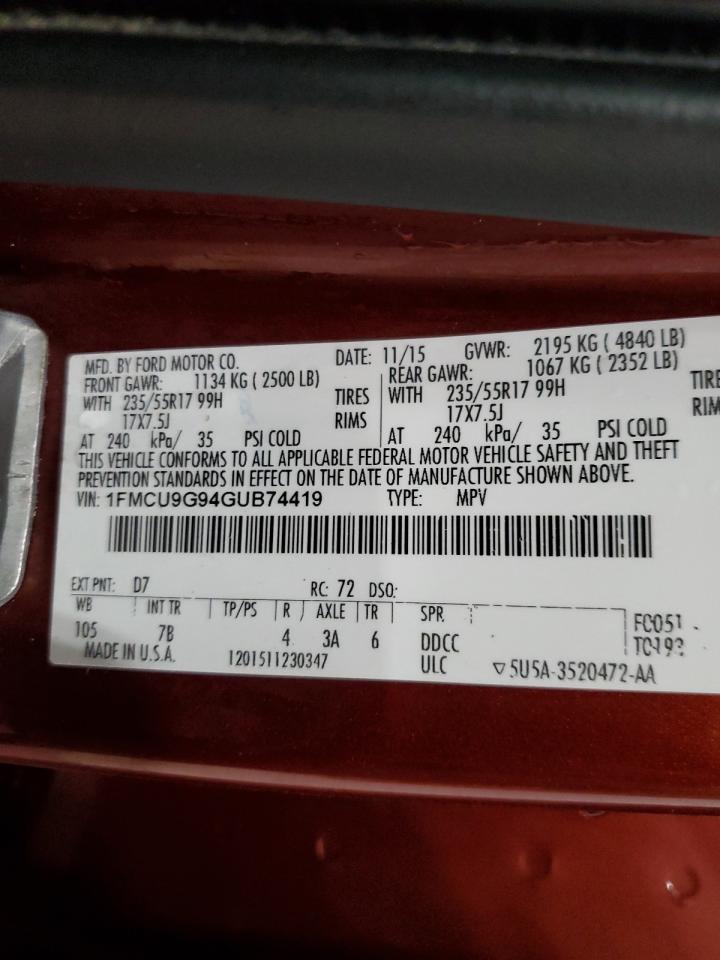 MFD. BY FORD MOTOR CO. DATE: 11/15 GVWR: 2195 KG ( 4840 LB)
FRONT GAWR: 1134 KG ( 2500 LB) REAR GAWR: 1067 KG ( 2352 LB)
WITH 235/55R17 99H TIRES WITH 235/55R17 99H TIRE
17X7.5J RIMS 17X7.5J RIM
AT 240 kPa/ 35 PSI COLD AT 240 kPa/ 35 PSI COLD
THIS VEHICLE CONFORMS TO ALL APPLICABLE FEDERAL MOTOR VEHICLE SAFETY AND THEFT
PREVENTION STANDARDS IN EFFECT ON THE DATE OF MANUFACTURE SHOWN ABOVE.
VIN: 1FMCU9G94GUB74419 TYPE: MPV
EXT PNT: D7 RC: 72 DSO:
WB INT TR TP/PS R AXLE TR SPR
105 7B 4 3A 6 DDCC
MADE IN U.S.A. 1201511230347 ULC ▽5U5A-3520472-AA
FC051